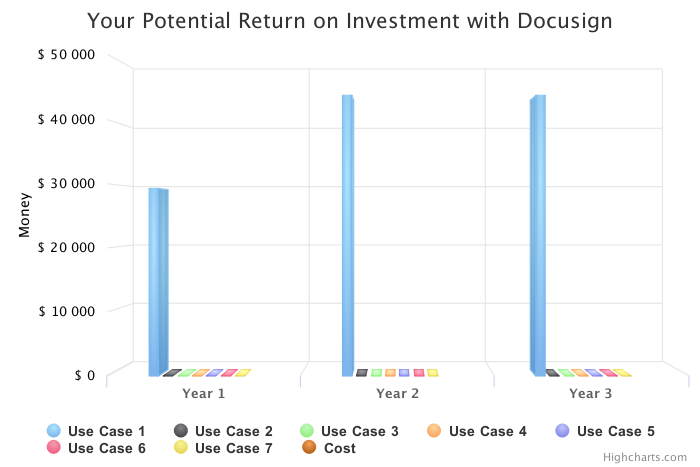 Your Potential Return on Investment with Docusign
$ 50 000
$ 40 000
$ 30 000
$ 20 000
$ 10 000
$ 0
Money
Year 1 Year 2 Year 3
Use Case 1 Use Case 2 Use Case 3 Use Case 4 Use Case 5
Use Case 6 Use Case 7 Cost
Highcharts.com